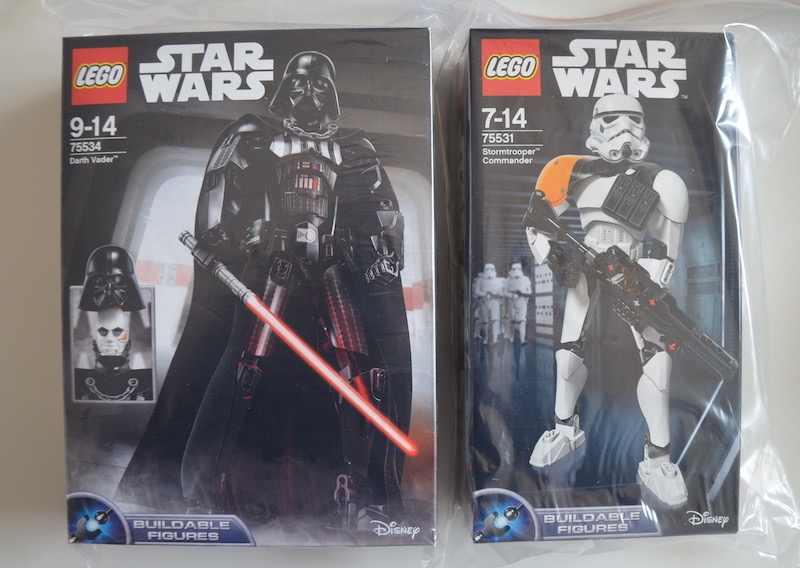 LEGO
STAR
WARS
9-14
75534
Darth Vader™
BUILDABLE
FIGURES
Disney
LEGO
STAR
WARS™
7-14
75531
Stormtrooper™
Commander
BUILDABLE
FIGURES
Disney